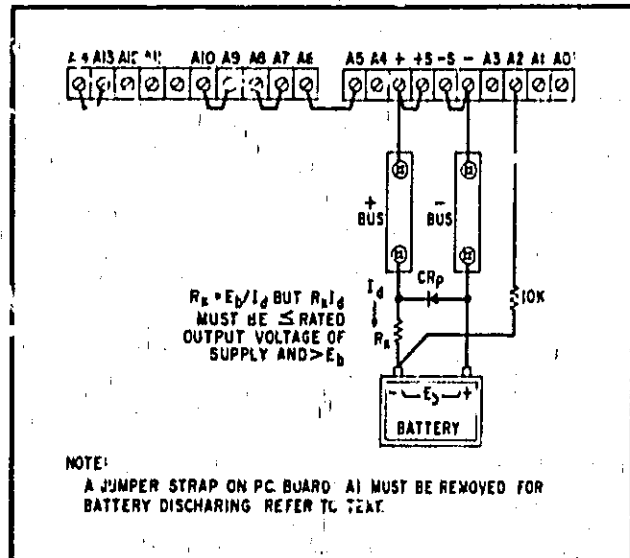 A13 A12 A11 A10 A9 A8 A7 A6 A5 A4 + +S -S - A3 A2 A1 A0
+ BUS
- BUS
CRp
Id
10K
Rx = Eb/Id BUT RxId
MUST BE ≤ RATED
OUTPUT VOLTAGE OF
SUPPLY AND > Eb
Rx
- Eb +
BATTERY
NOTE:
A JUMPER STRAP ON PC BOARD A1 MUST BE REMOVED FOR
BATTERY DISCHARING REFER TO TEXT.